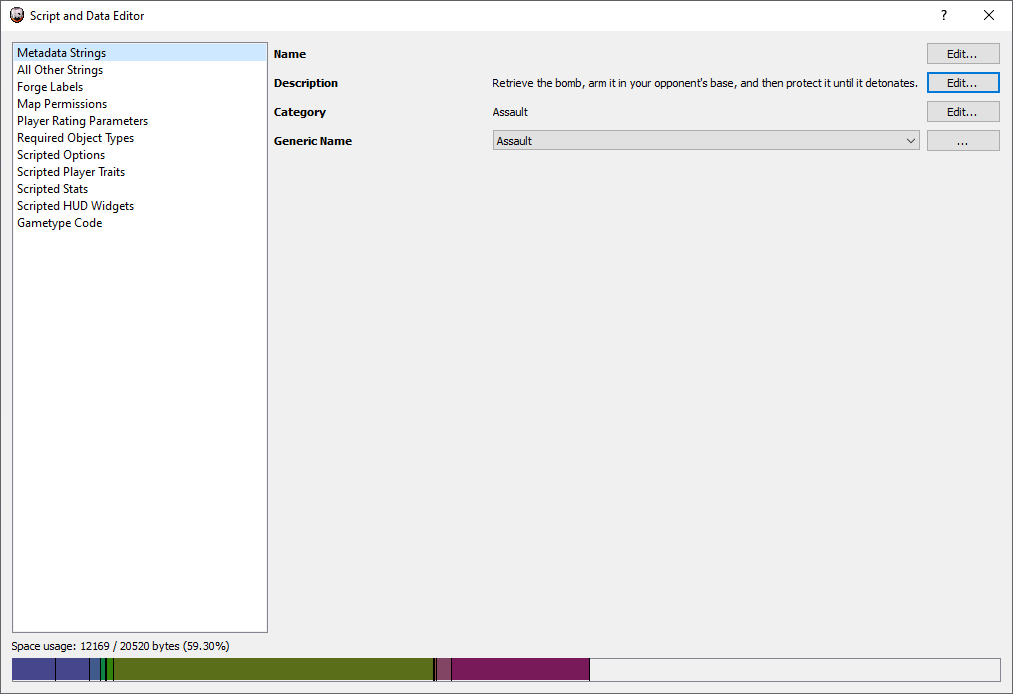 Script and Data Editor
?
Metadata Strings
All Other Strings
Forge Labels
Map Permissions
Player Rating Parameters
Required Object Types
Scripted Options
Scripted Player Traits
Scripted Stats
Scripted HUD Widgets
Gametype Code
Name Edit...
Description Retrieve the bomb, arm it in your opponent's base, and then protect it until it detonates. Edit...
Category Assault Edit...
Generic Name Assault ...
Space usage: 12169 / 20520 bytes (59.30%)